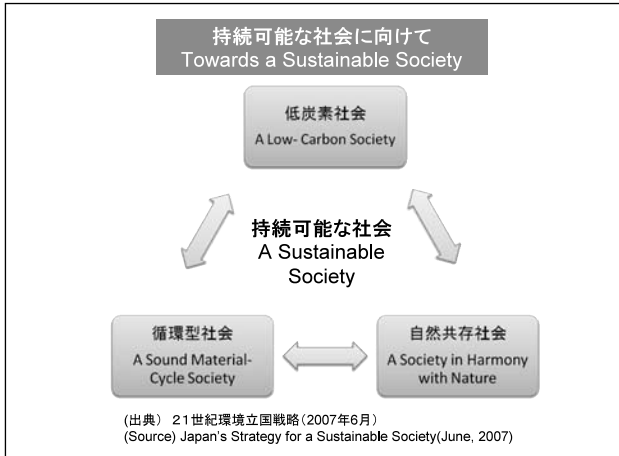 持続可能な社会に向けて
Towards a Sustainable Society
低炭素社会
A Low- Carbon Society
持続可能な社会
A Sustainable
Society
循環型社会
A Sound Material-
Cycle Society
自然共存社会
A Society in Harmony
with Nature
(出典) 21世紀環境立国戦略(2007年6月)
(Source) Japan's Strategy for a Sustainable Society(June, 2007)